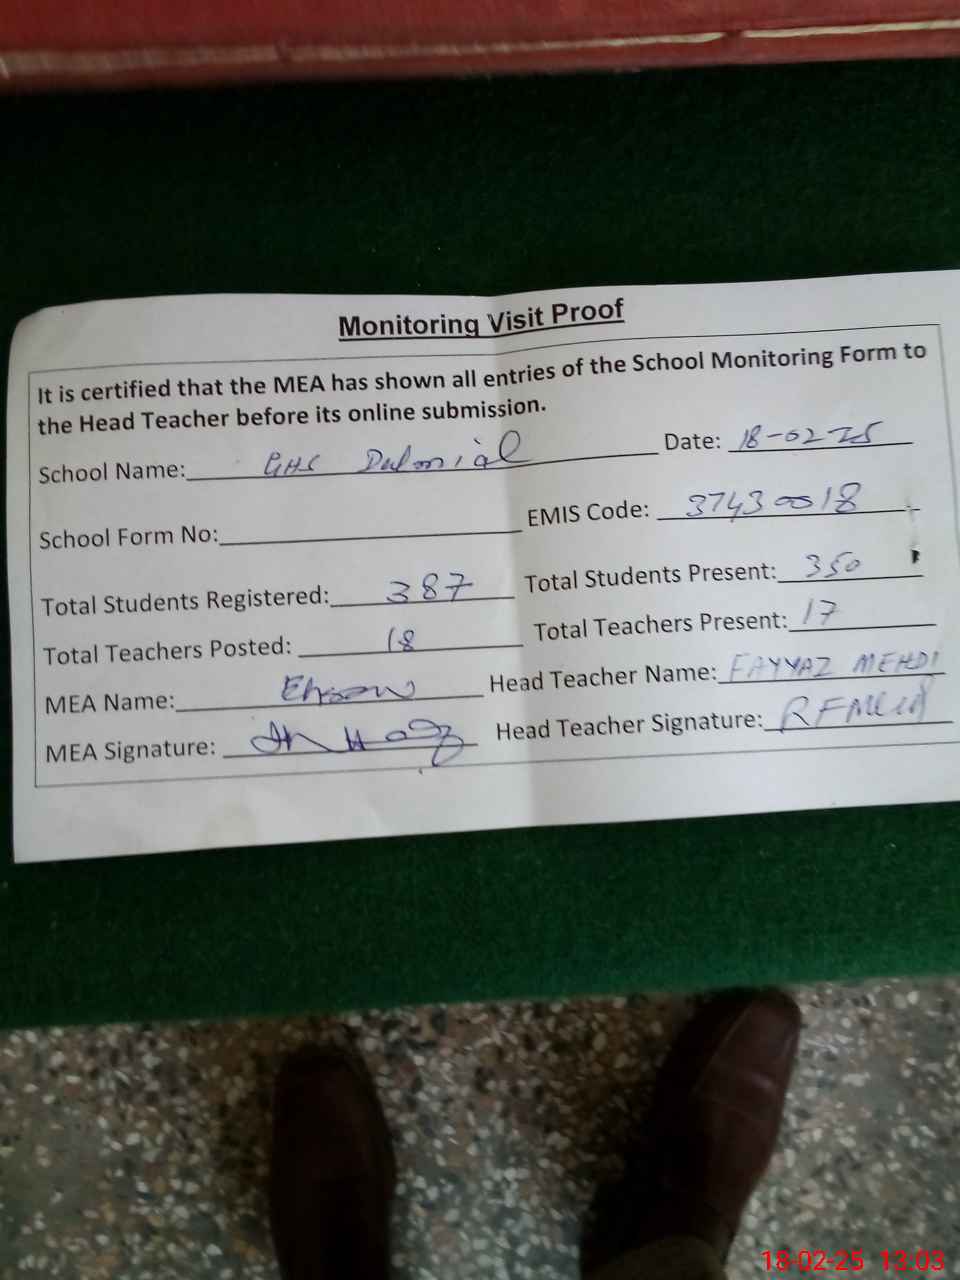 Monitoring Visit Proof
It is certified that the MEA has shown all entries of the School Monitoring Form to
the Head Teacher before its online submission.
School Name: GHS Dulmial Date: 18-02-25
School Form No: EMIS Code: 37430018
Total Students Registered: 387 Total Students Present: 350
Total Teachers Posted: 18 Total Teachers Present: 17
MEA Name: Ehsan Head Teacher Name: FAYYAZ MEHDI
MEA Signature: Head Teacher Signature:
18-02-25 13:03